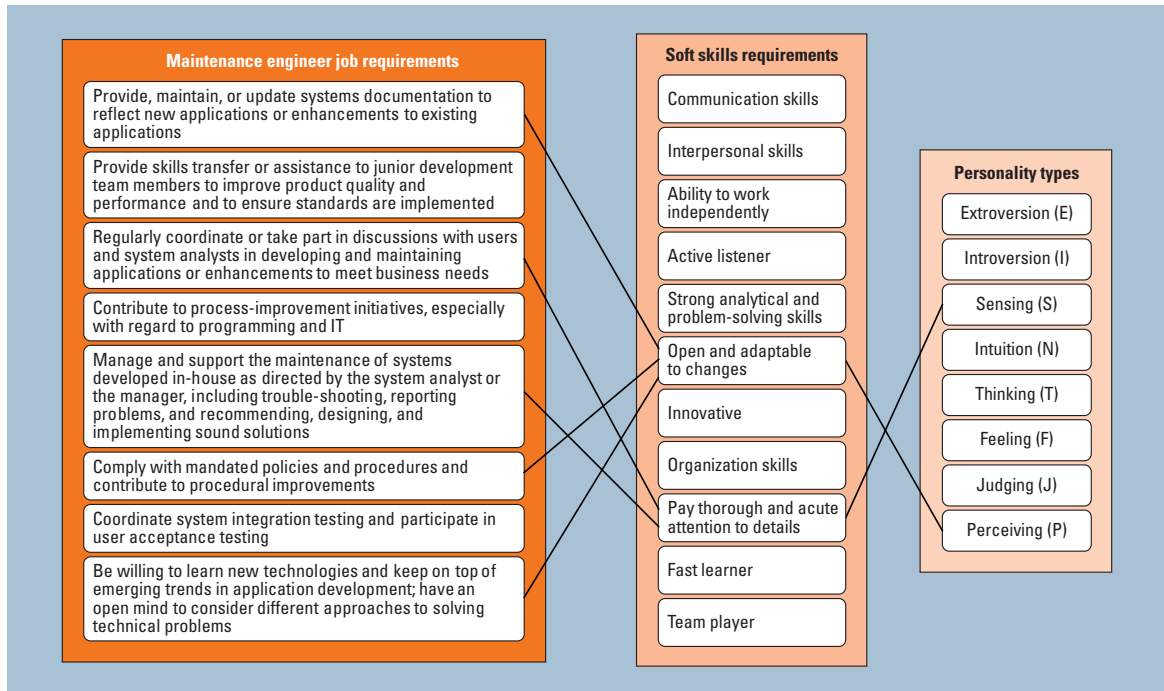 Maintenance engineer job requirements
Provide, maintain, or update systems documentation to
reflect new applications or enhancements to existing
applications
Provide skills transfer or assistance to junior development
team members to improve product quality and
performance and to ensure standards are implemented
Regularly coordinate or take part in discussions with users
and system analysts in developing and maintaining
applications or enhancements to meet business needs
Contribute to process-improvement initiatives, especially
with regard to programming and IT
Manage and support the maintenance of systems
developed in-house as directed by the system analyst or
the manager, including trouble-shooting, reporting
problems, and recommending, designing, and
implementing sound solutions
Comply with mandated policies and procedures and
contribute to procedural improvements
Coordinate system integration testing and participate in
user acceptance testing
Be willing to learn new technologies and keep on top of
emerging trends in application development; have an
open mind to consider different approaches to solving
technical problems
Soft skills requirements
Communication skills
Interpersonal skills
Ability to work
independently
Active listener
Strong analytical and
problem-solving skills
Open and adaptable
to changes
Innovative
Organization skills
Pay thorough and acute
attention to details
Fast learner
Team player
Personality types
Extroversion (E)
Introversion (I)
Sensing (S)
Intuition (N)
Thinking (T)
Feeling (F)
Judging (J)
Perceiving (P)